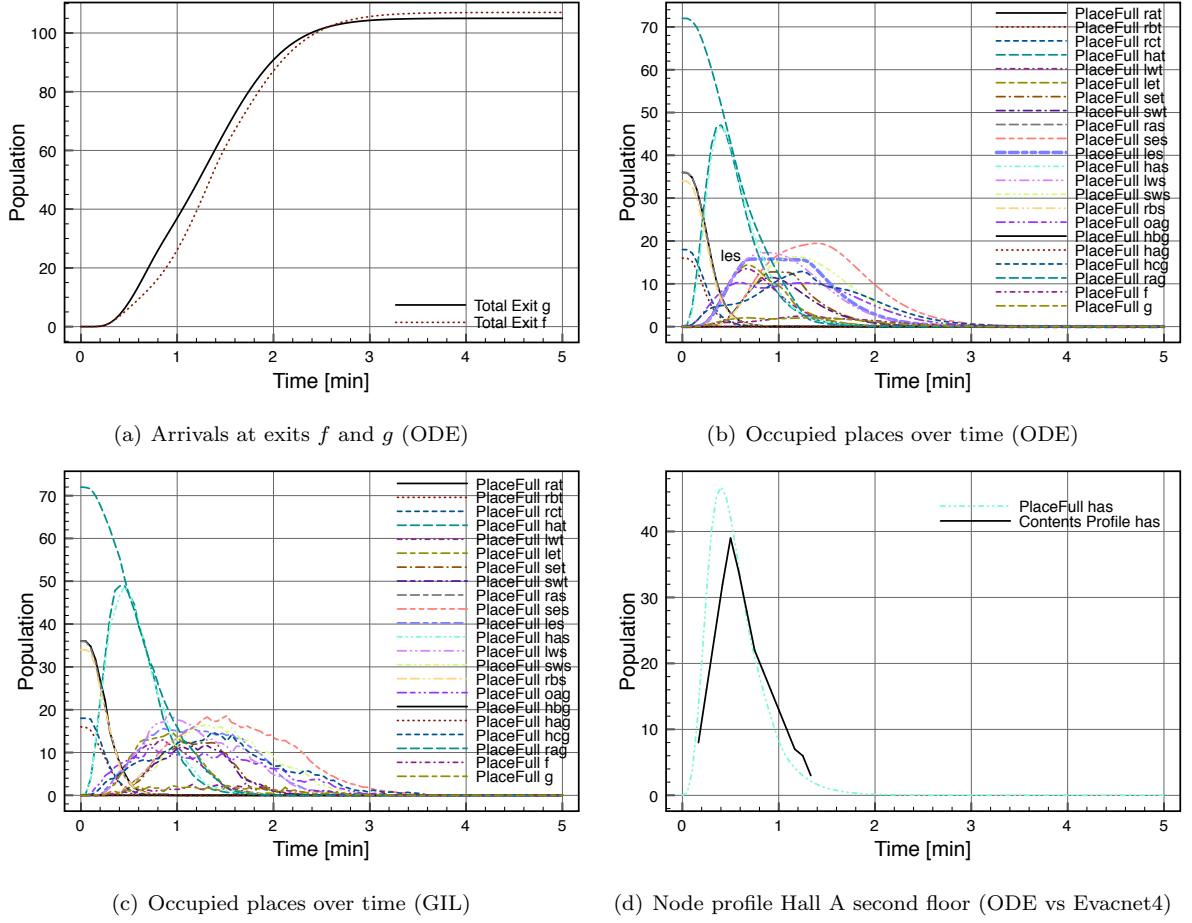 100
80
60
40
20
0
Population
0 1 2 3 4 5
Time [min]
Total Exit g
Total Exit f
(a) Arrivals at exits f and g (ODE)
70
60
50
40
30
20
10
0
Population
les
0 1 2 3 4 5
Time [min]
PlaceFull rat
PlaceFull rbt
PlaceFull rct
PlaceFull hat
PlaceFull lwt
PlaceFull let
PlaceFull set
PlaceFull swt
PlaceFull ras
PlaceFull ses
PlaceFull les
PlaceFull has
PlaceFull lws
PlaceFull sws
PlaceFull rbs
PlaceFull oag
PlaceFull hbg
PlaceFull hag
PlaceFull hcg
PlaceFull rag
PlaceFull f
PlaceFull g
(b) Occupied places over time (ODE)
70
60
50
40
30
20
10
0
Population
0 1 2 3 4 5
Time [min]
PlaceFull rat
PlaceFull rbt
PlaceFull rct
PlaceFull hat
PlaceFull lwt
PlaceFull let
PlaceFull set
PlaceFull swt
PlaceFull ras
PlaceFull ses
PlaceFull les
PlaceFull has
PlaceFull lws
PlaceFull sws
PlaceFull rbs
PlaceFull oag
PlaceFull hbg
PlaceFull hag
PlaceFull hcg
PlaceFull rag
PlaceFull f
PlaceFull g
(c) Occupied places over time (GIL)
40
30
20
10
0
Population
0 1 2 3 4 5
Time [min]
PlaceFull has
Contents Profile has
(d) Node profile Hall A second floor (ODE vs Evacnet4)